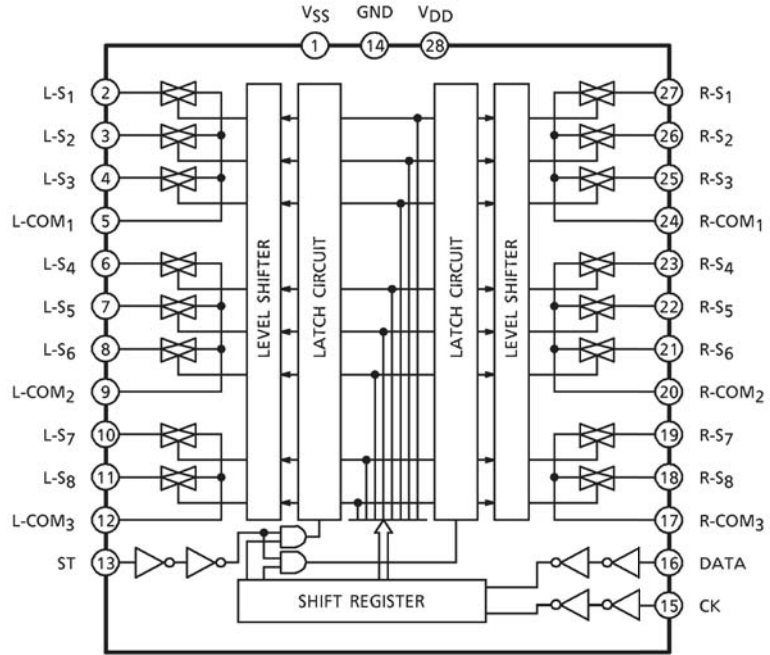 VSS GND VDD
1 14 28
L-S1 2 27 R-S1
L-S2 3 26 R-S2
L-S3 4 25 R-S3
L-COM1 5 24 R-COM1
L-S4 6 23 R-S4
L-S5 7 22 R-S5
L-S6 8 21 R-S6
L-COM2 9 20 R-COM2
L-S7 10 19 R-S7
L-S8 11 18 R-S8
L-COM3 12 17 R-COM3
ST 13 16 DATA
15 CK
LEVEL SHIFTER
LATCH CIRCUIT
LATCH CIRCUIT
LEVEL SHIFTER
SHIFT REGISTER